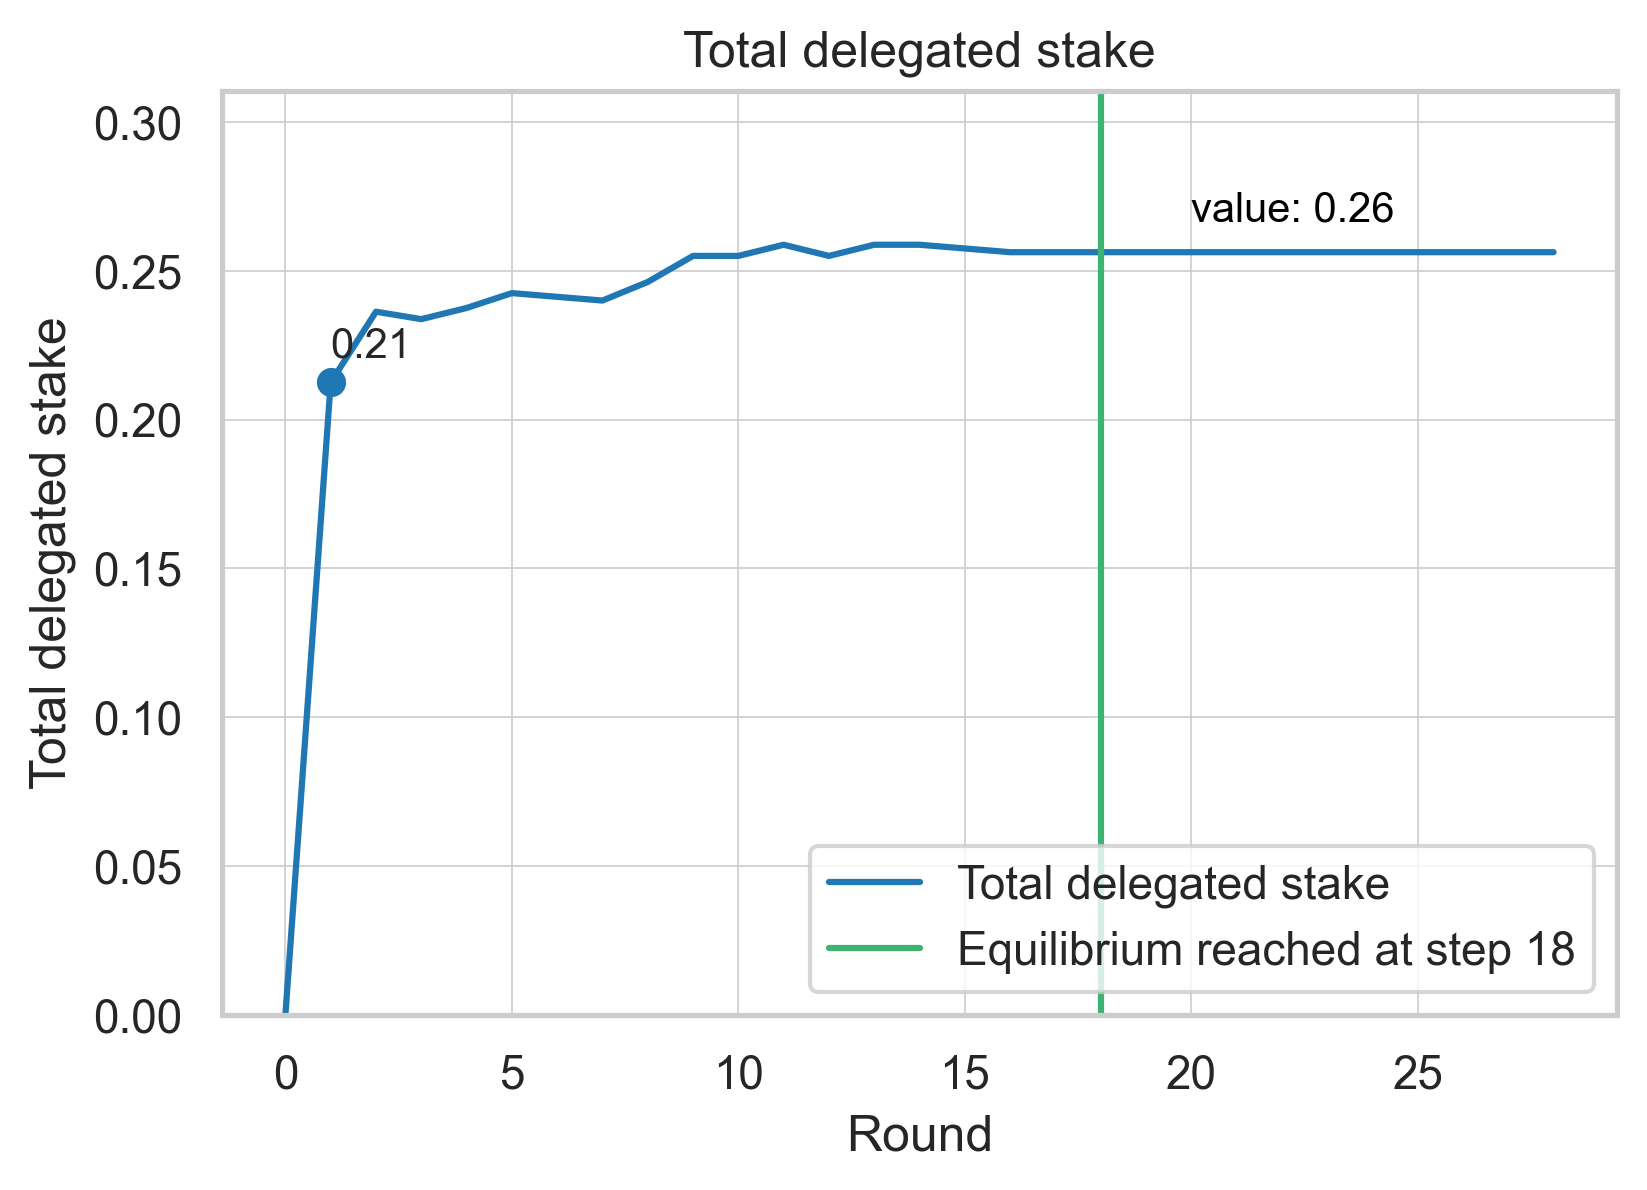 Total delegated stake
Total delegated stake
0.30
0.25
0.20
0.15
0.10
0.05
0.00
value: 0.26
0.21
Total delegated stake
Equilibrium reached at step 18
0 5 10 15 20 25
Round